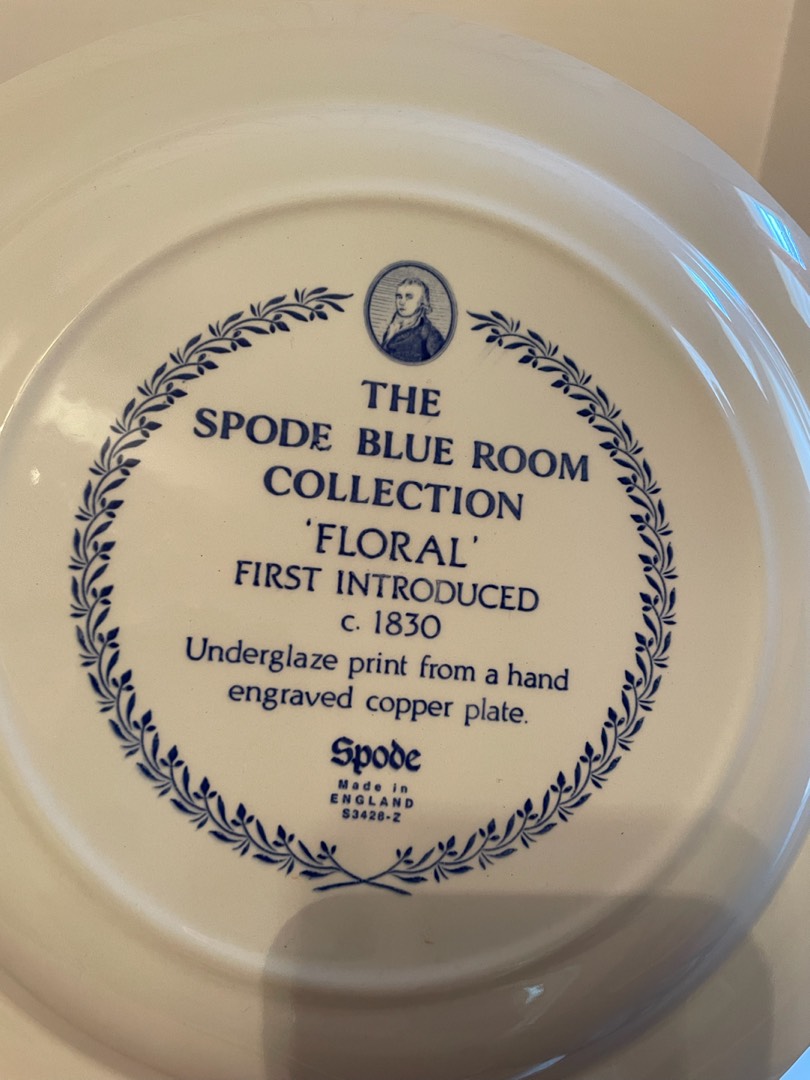 THE
SPODE BLUE ROOM
COLLECTION
'FLORAL'
FIRST INTRODUCED
c. 1830
Underglaze print from a hand
engraved copper plate.
Spode
Made in
ENGLAND
S3426-Z